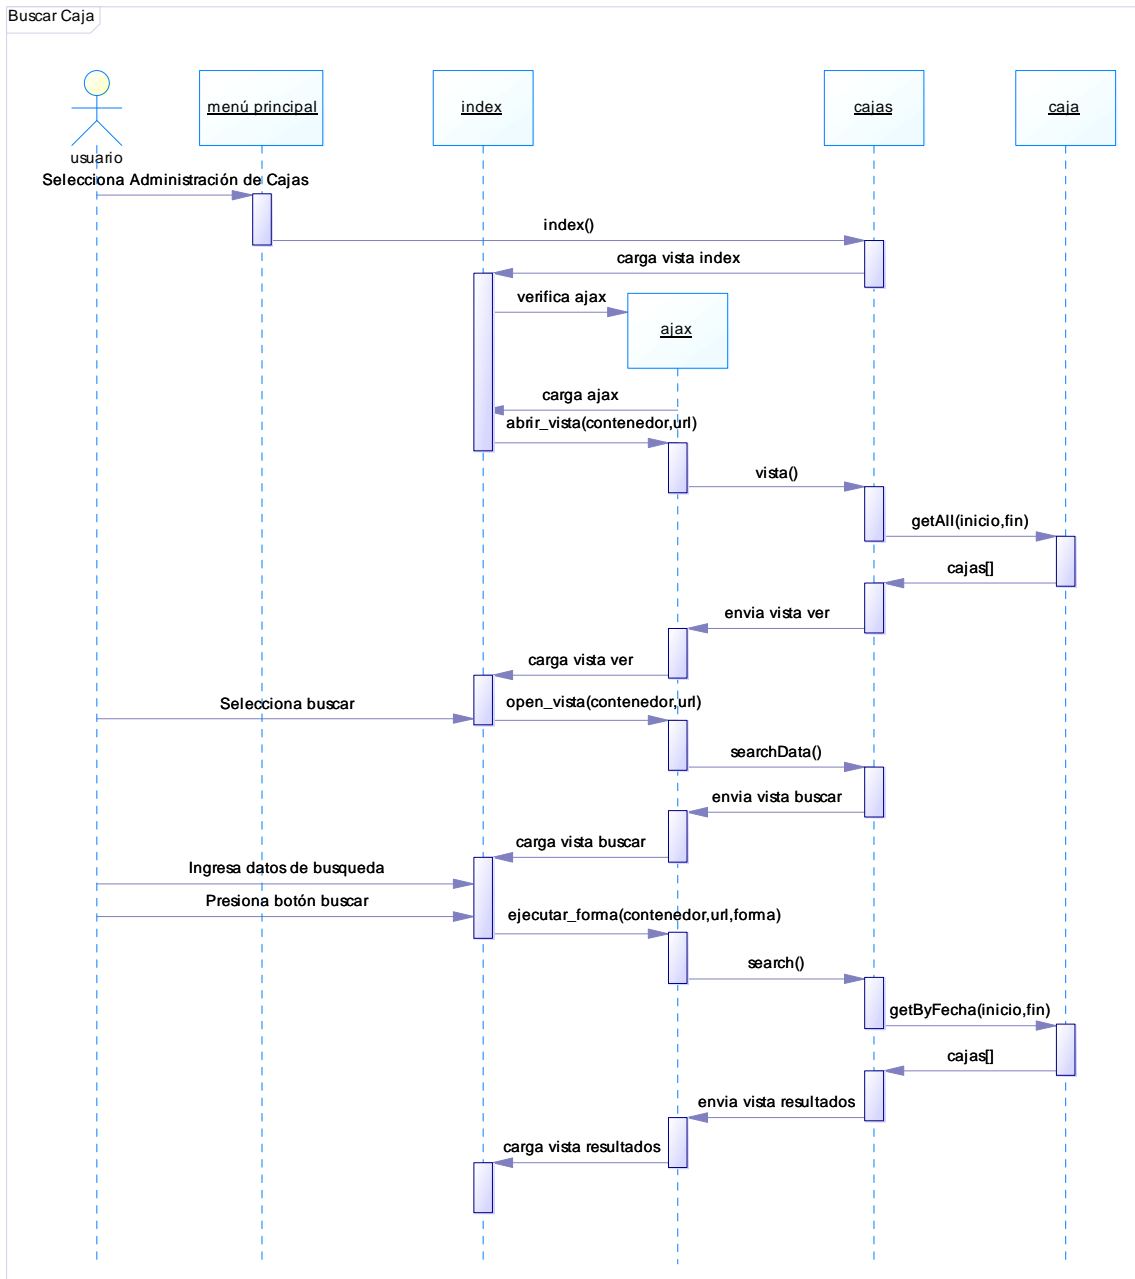 Buscar Caja
menú principal
index
cajas
caja
usuario
Selecciona Administración de Cajas
index()
carga vista index
verifica ajax
ajax
carga ajax
abrir_vista(contenedor,url)
vista()
getAll(inicio,fin)
cajas[]
envia vista ver
carga vista ver
Selecciona buscar
open_vista(contenedor,url)
searchData()
envia vista buscar
carga vista buscar
Ingresa datos de busqueda
Presiona botón buscar
ejecutar_forma(contenedor,url,forma)
search()
getByFecha(inicio,fin)
cajas[]
envia vista resultados
carga vista resultados